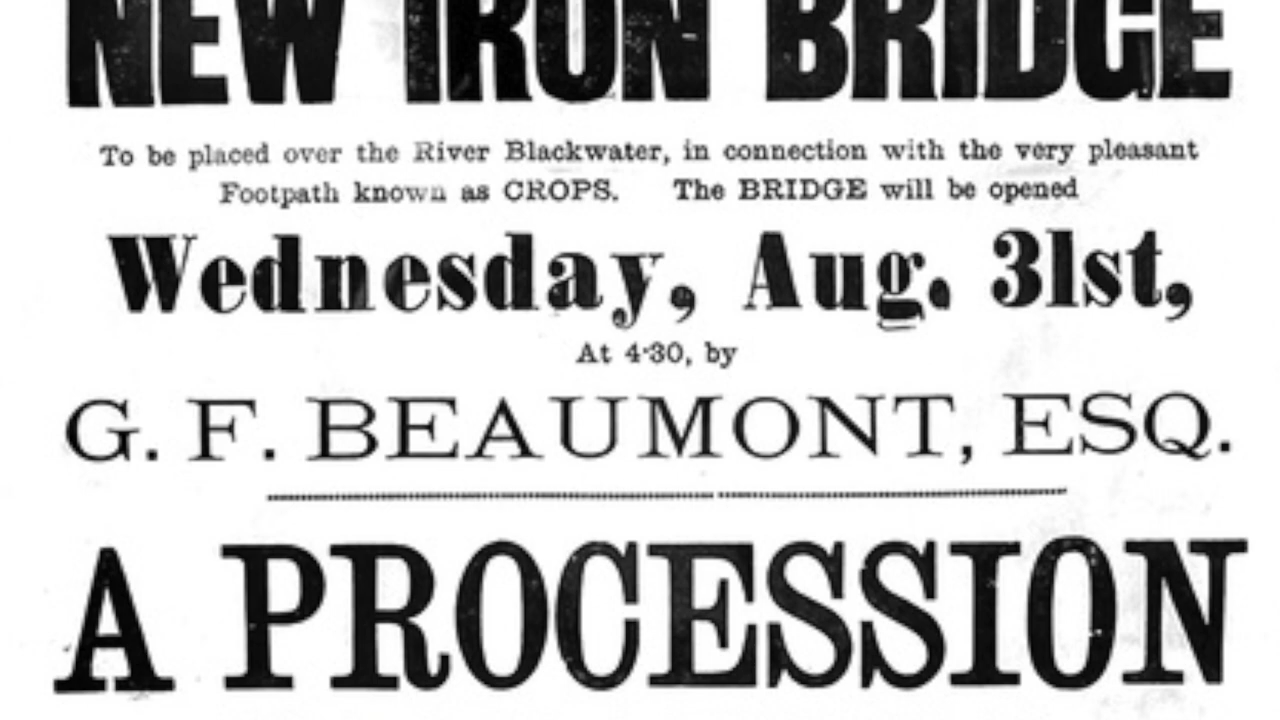 NEW IRON BRIDGE
To be placed over the River Blackwater, in connection with the very pleasant
Footpath known as CROPS. The BRIDGE will be opened
Wednesday, Aug. 31st,
At 4·30, by
G. F. BEAUMONT, ESQ.
A PROCESSION